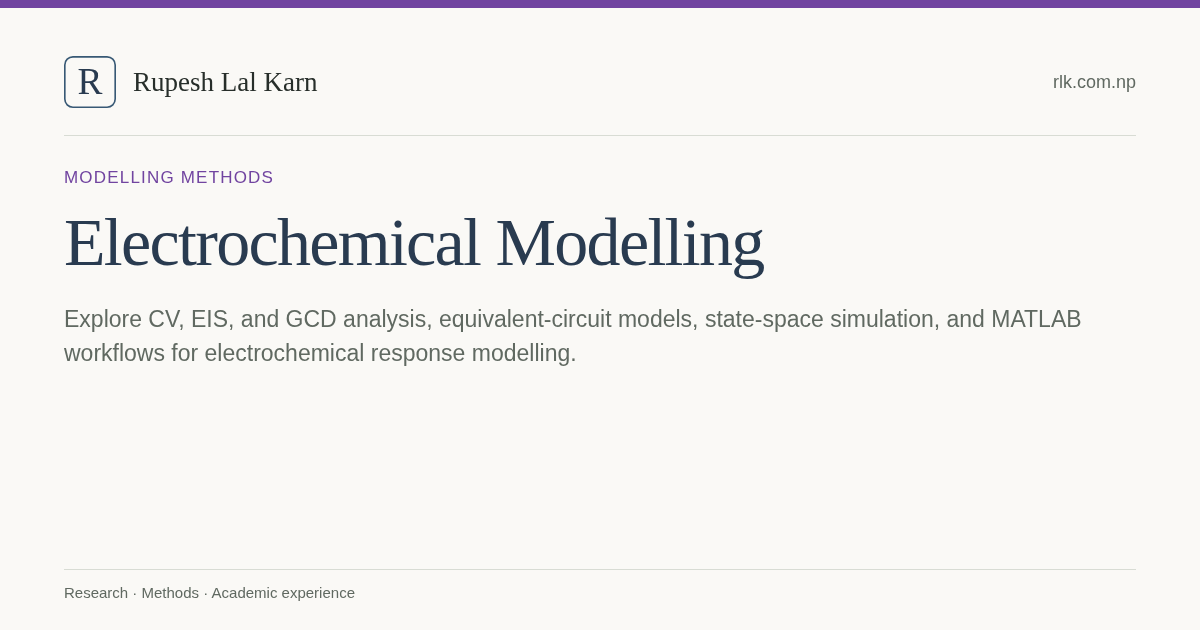 R
Rupesh Lal Karn
rlk.com.np
MODELLING METHODS
Electrochemical Modelling
Explore CV, EIS, and GCD analysis, equivalent-circuit models, state-space simulation, and MATLAB
workflows for electrochemical response modelling.
Research · Methods · Academic experience